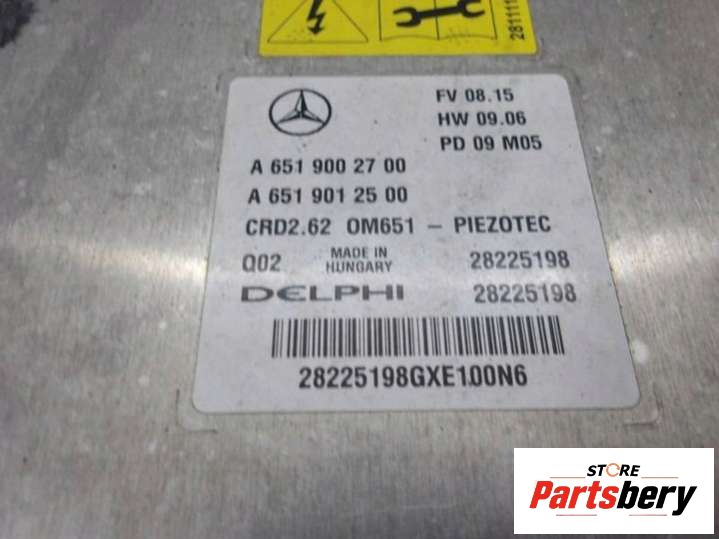 281111
FV 08.15
HW 09.06
PD 09 M05
A 651 900 27 00
A 651 901 25 00
CRD2.62 OM651 - PIEZOTEC
Q02 MADE IN HUNGARY 28225198
DELPHI 28225198
28225198GXE100N6
STORE
Partsbery